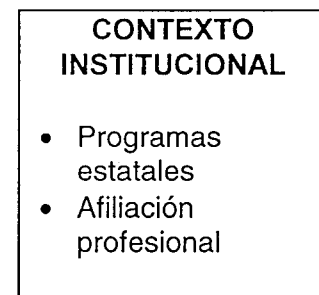 CONTEXTO
INSTITUCIONAL
• Programas
estatales
• Afiliación
profesional